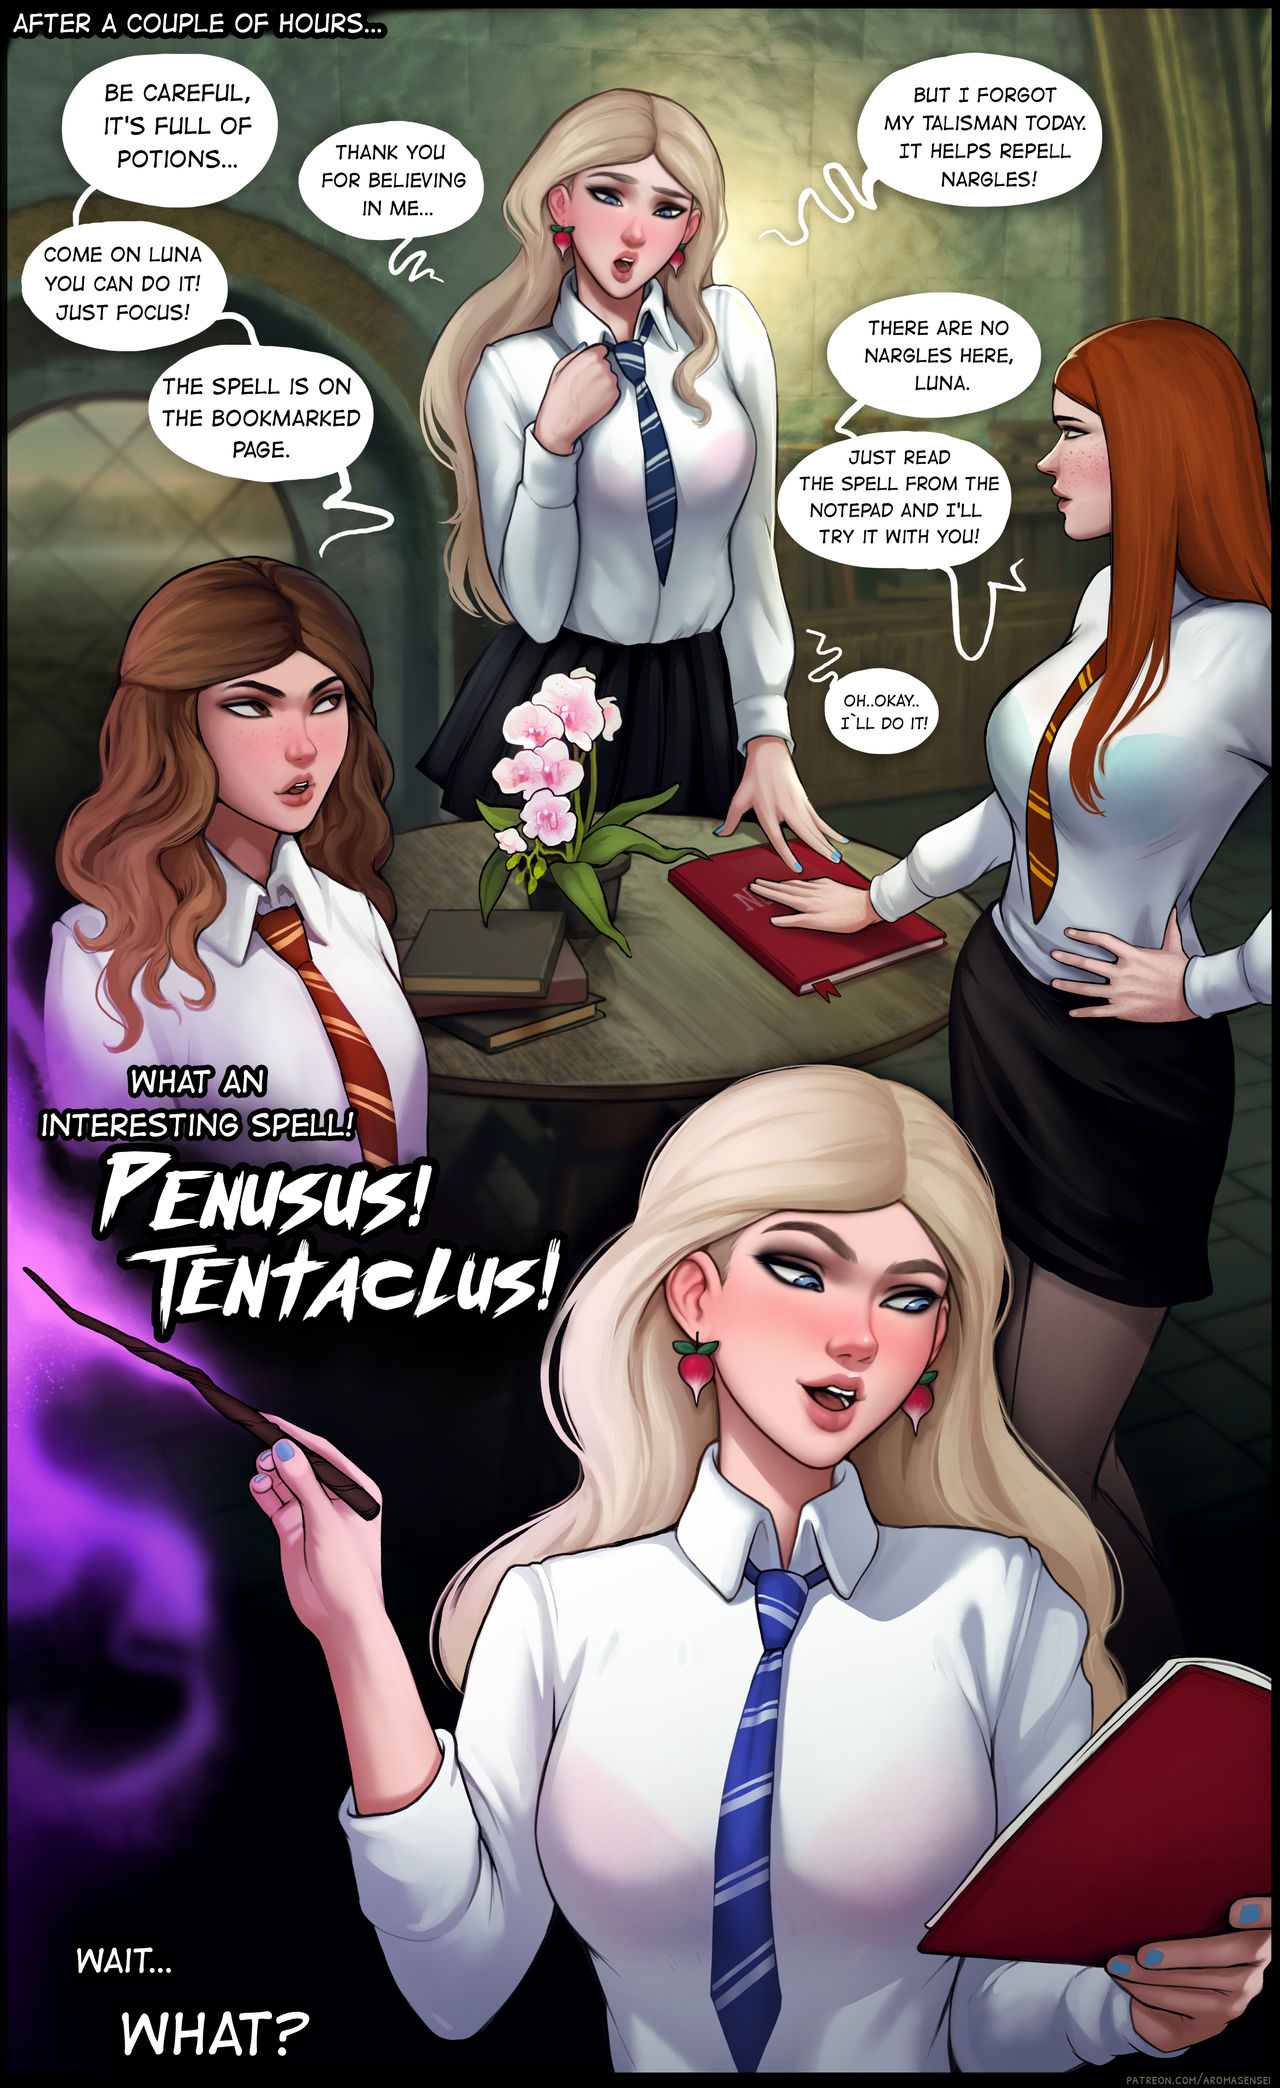 AFTER A COUPLE OF HOURS...
BE CAREFUL,
IT'S FULL OF
POTIONS...
COME ON LUNA
YOU CAN DO IT!
JUST FOCUS!
THE SPELL IS ON
THE BOOKMARKED
PAGE.
THANK YOU
FOR BELIEVING
IN ME...
BUT I FORGOT
MY TALISMAN TODAY.
IT HELPS REPELL
NARGLES!
THERE ARE NO
NARGLES HERE,
LUNA.
JUST READ
THE SPELL FROM THE
NOTEPAD AND I'LL
TRY IT WITH YOU!
OH..OKAY..
I`LL DO IT!
WHAT AN
INTERESTING SPELL!
PENUSUS!
TENTACLUS!
WAIT...
WHAT?
PATREON.COM/AROMASENSEI